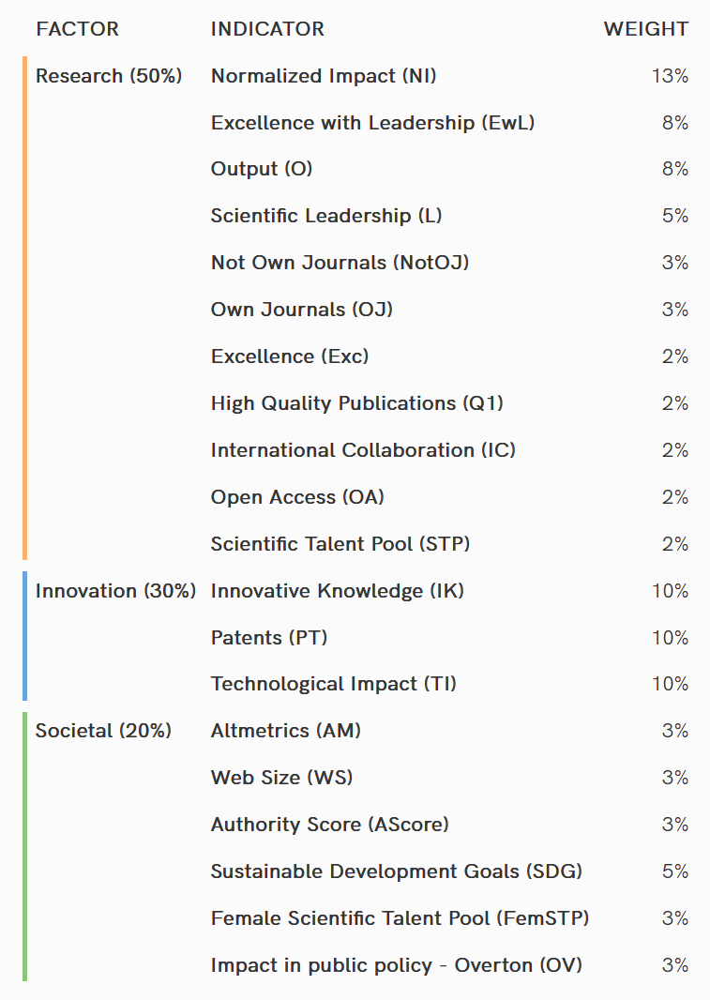 FACTOR INDICATOR WEIGHT
Research (50%) Normalized Impact (NI) 13%
Excellence with Leadership (EwL) 8%
Output (O) 8%
Scientific Leadership (L) 5%
Not Own Journals (NotOJ) 3%
Own Journals (OJ) 3%
Excellence (Exc) 2%
High Quality Publications (Q1) 2%
International Collaboration (IC) 2%
Open Access (OA) 2%
Scientific Talent Pool (STP) 2%
Innovation (30%) Innovative Knowledge (IK) 10%
Patents (PT) 10%
Technological Impact (TI) 10%
Societal (20%) Altmetrics (AM) 3%
Web Size (WS) 3%
Authority Score (AScore) 3%
Sustainable Development Goals (SDG) 5%
Female Scientific Talent Pool (FemSTP) 3%
Impact in public policy - Overton (OV) 3%